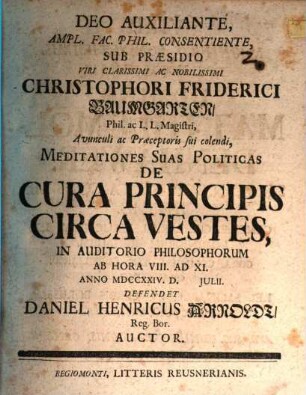 DEO AUXILIANTE,
AMPL. FAC. PHIL. CONSENTIENTE,
SUB PRÆSIDIO
VIRI CLARISSIMI AC NOBILISSIMI
CHRISTOPHORI FRIDERICI
BAUMGARTEN/
Phil. ac L. L. Magistri,
Avunculi ac Præceptoris sui colendi,
MEDITATIONES SUAS POLITICAS
DE
CURA PRINCIPIS
CIRCA VESTES,
IN AUDITORIO PHILOSOPHORUM
AB HORA VIII. AD XI.
ANNO MDCCXXIV. D. JULII.
DEFENDET
DANIEL HENRICUS ARNOLDT/
Reg. Bor.
AUCTOR.
REGIOMONTI, LITTERIS REUSNERIANIS.